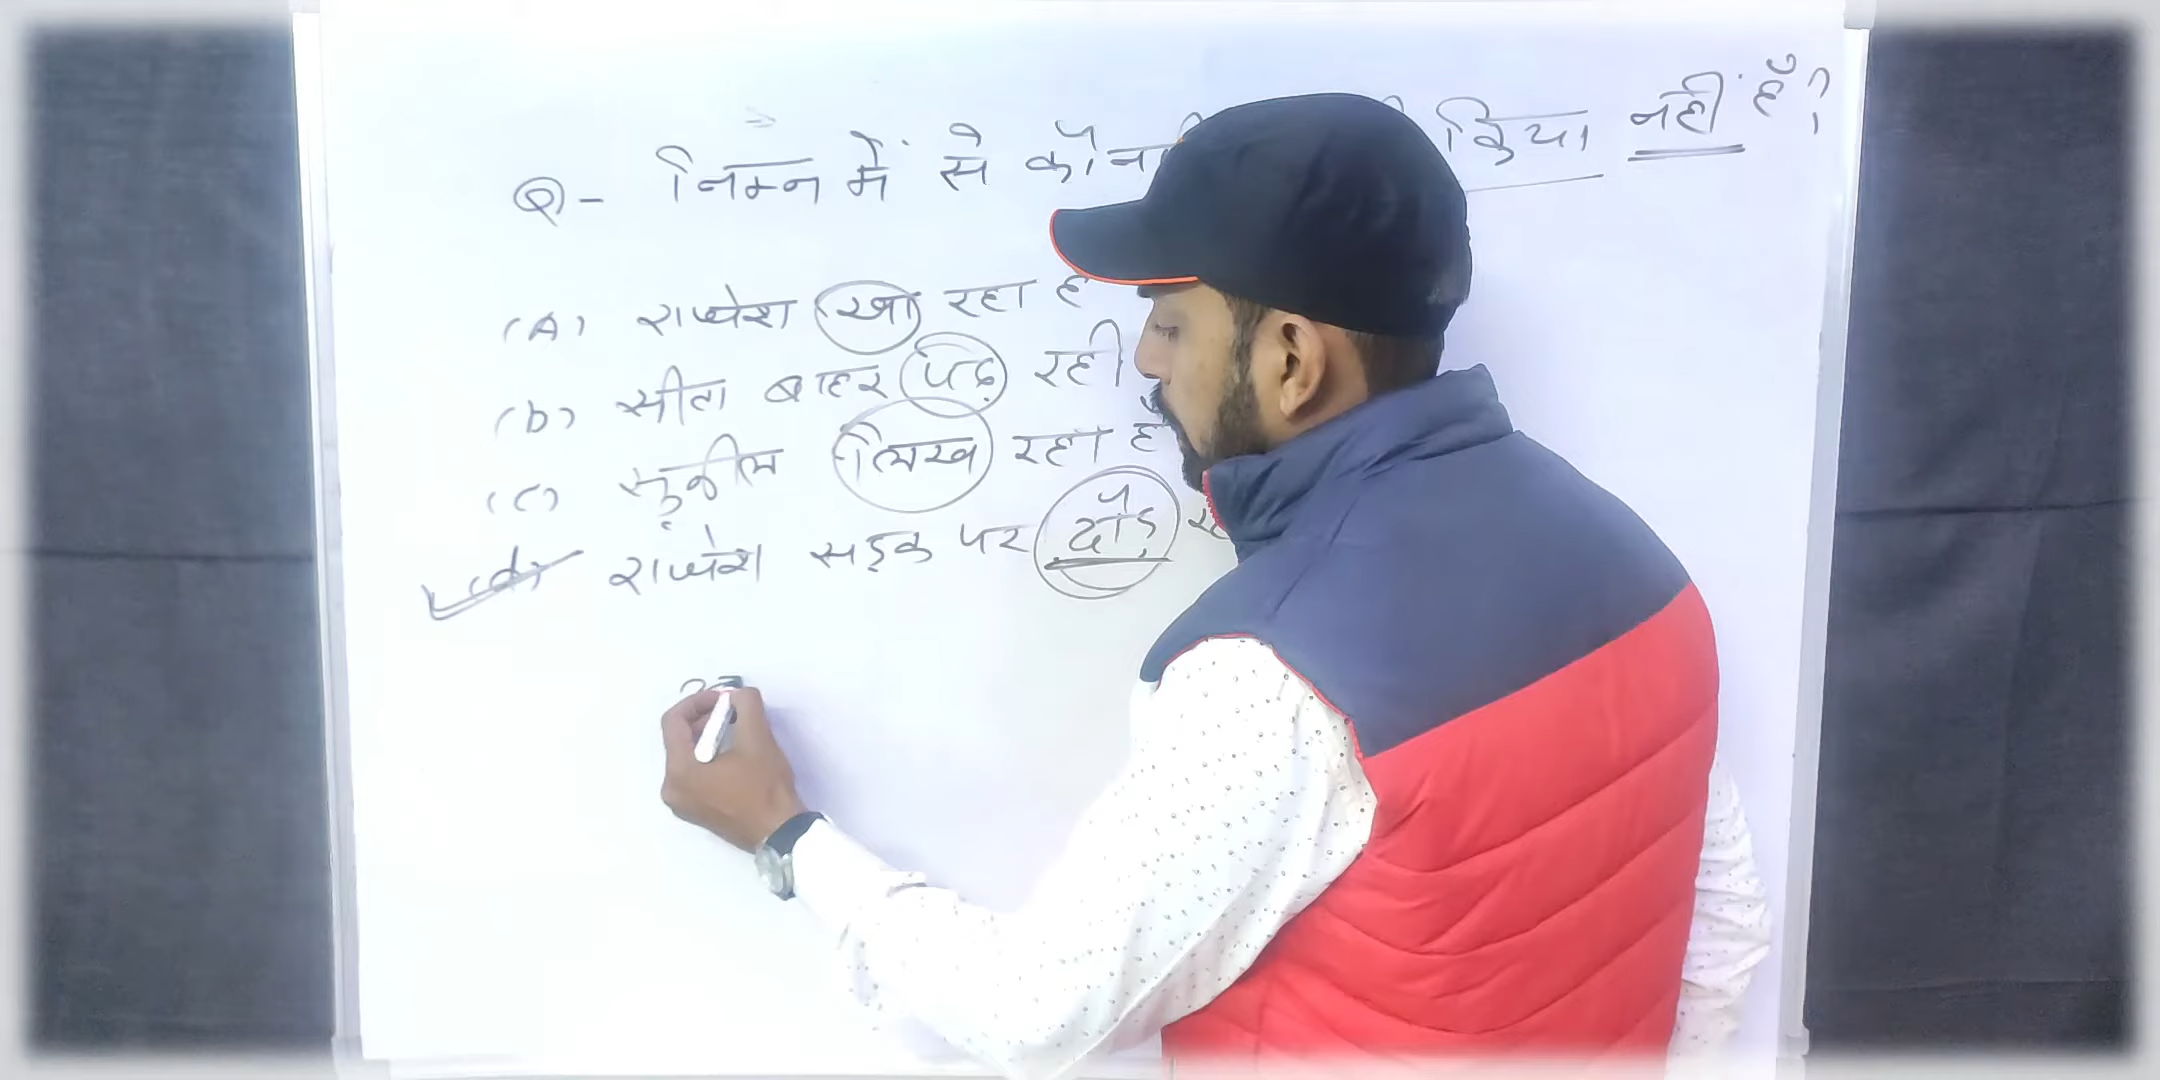 Q- निम्न में से कौन क्रिया नहीं है?
(A) राजेश खा रहा है
(b) सीता बाहर पढ़ रही
(c) सुनील लिख रहा है
(d) राजेश सड़क पर दौड़